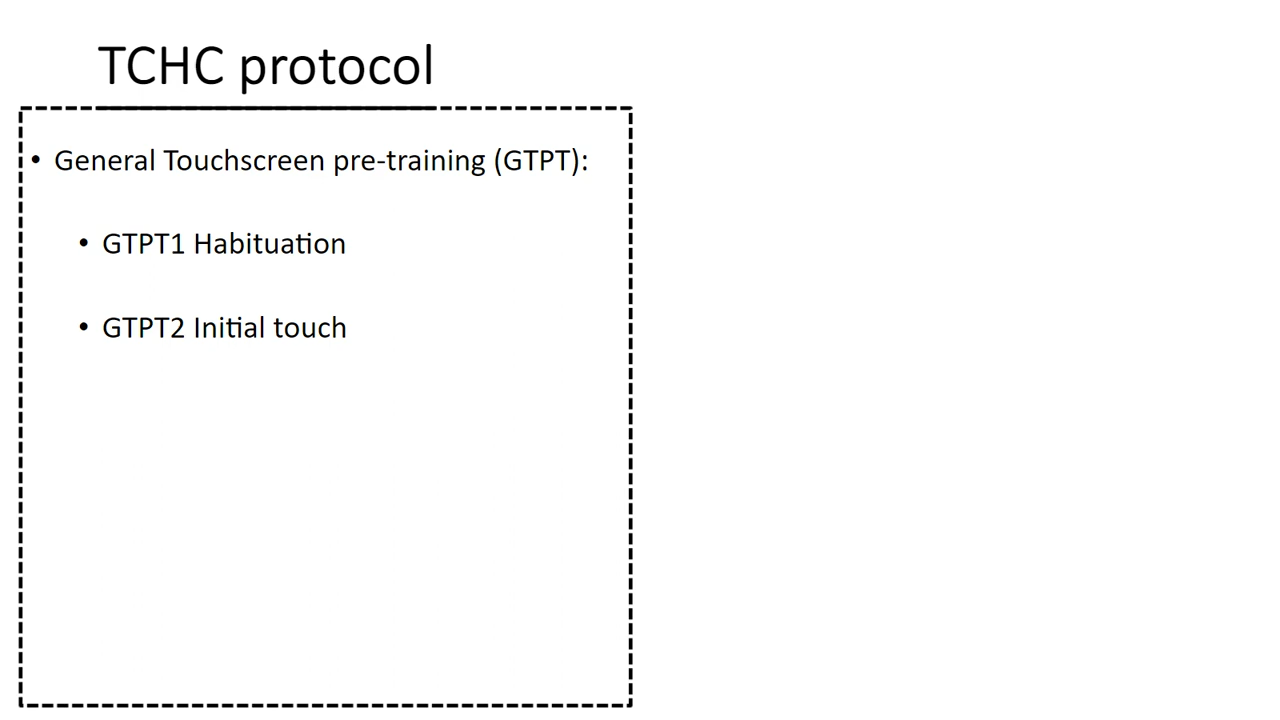 TCHC protocol
• General Touchscreen pre-training (GTPT):
• GTPT1 Habituation
• GTPT2 Initial touch